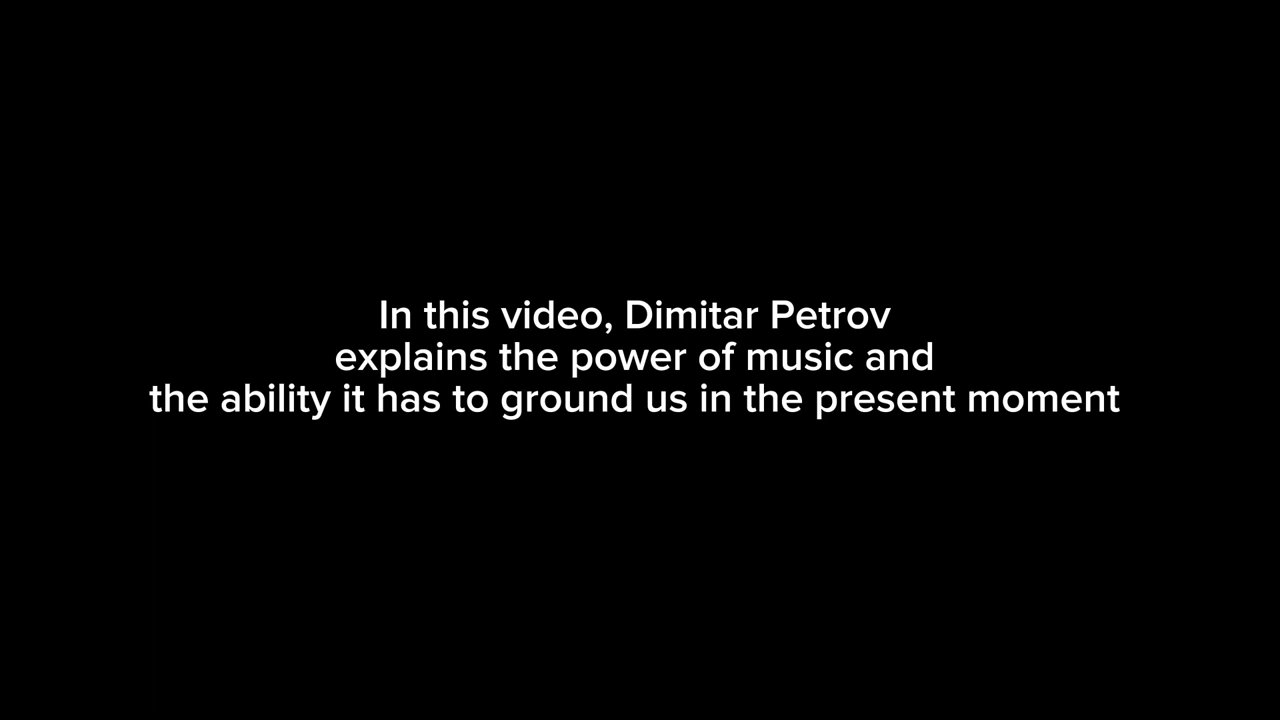 In this video, Dimitar Petrov
explains the power of music and
the ability it has to ground us in the present moment